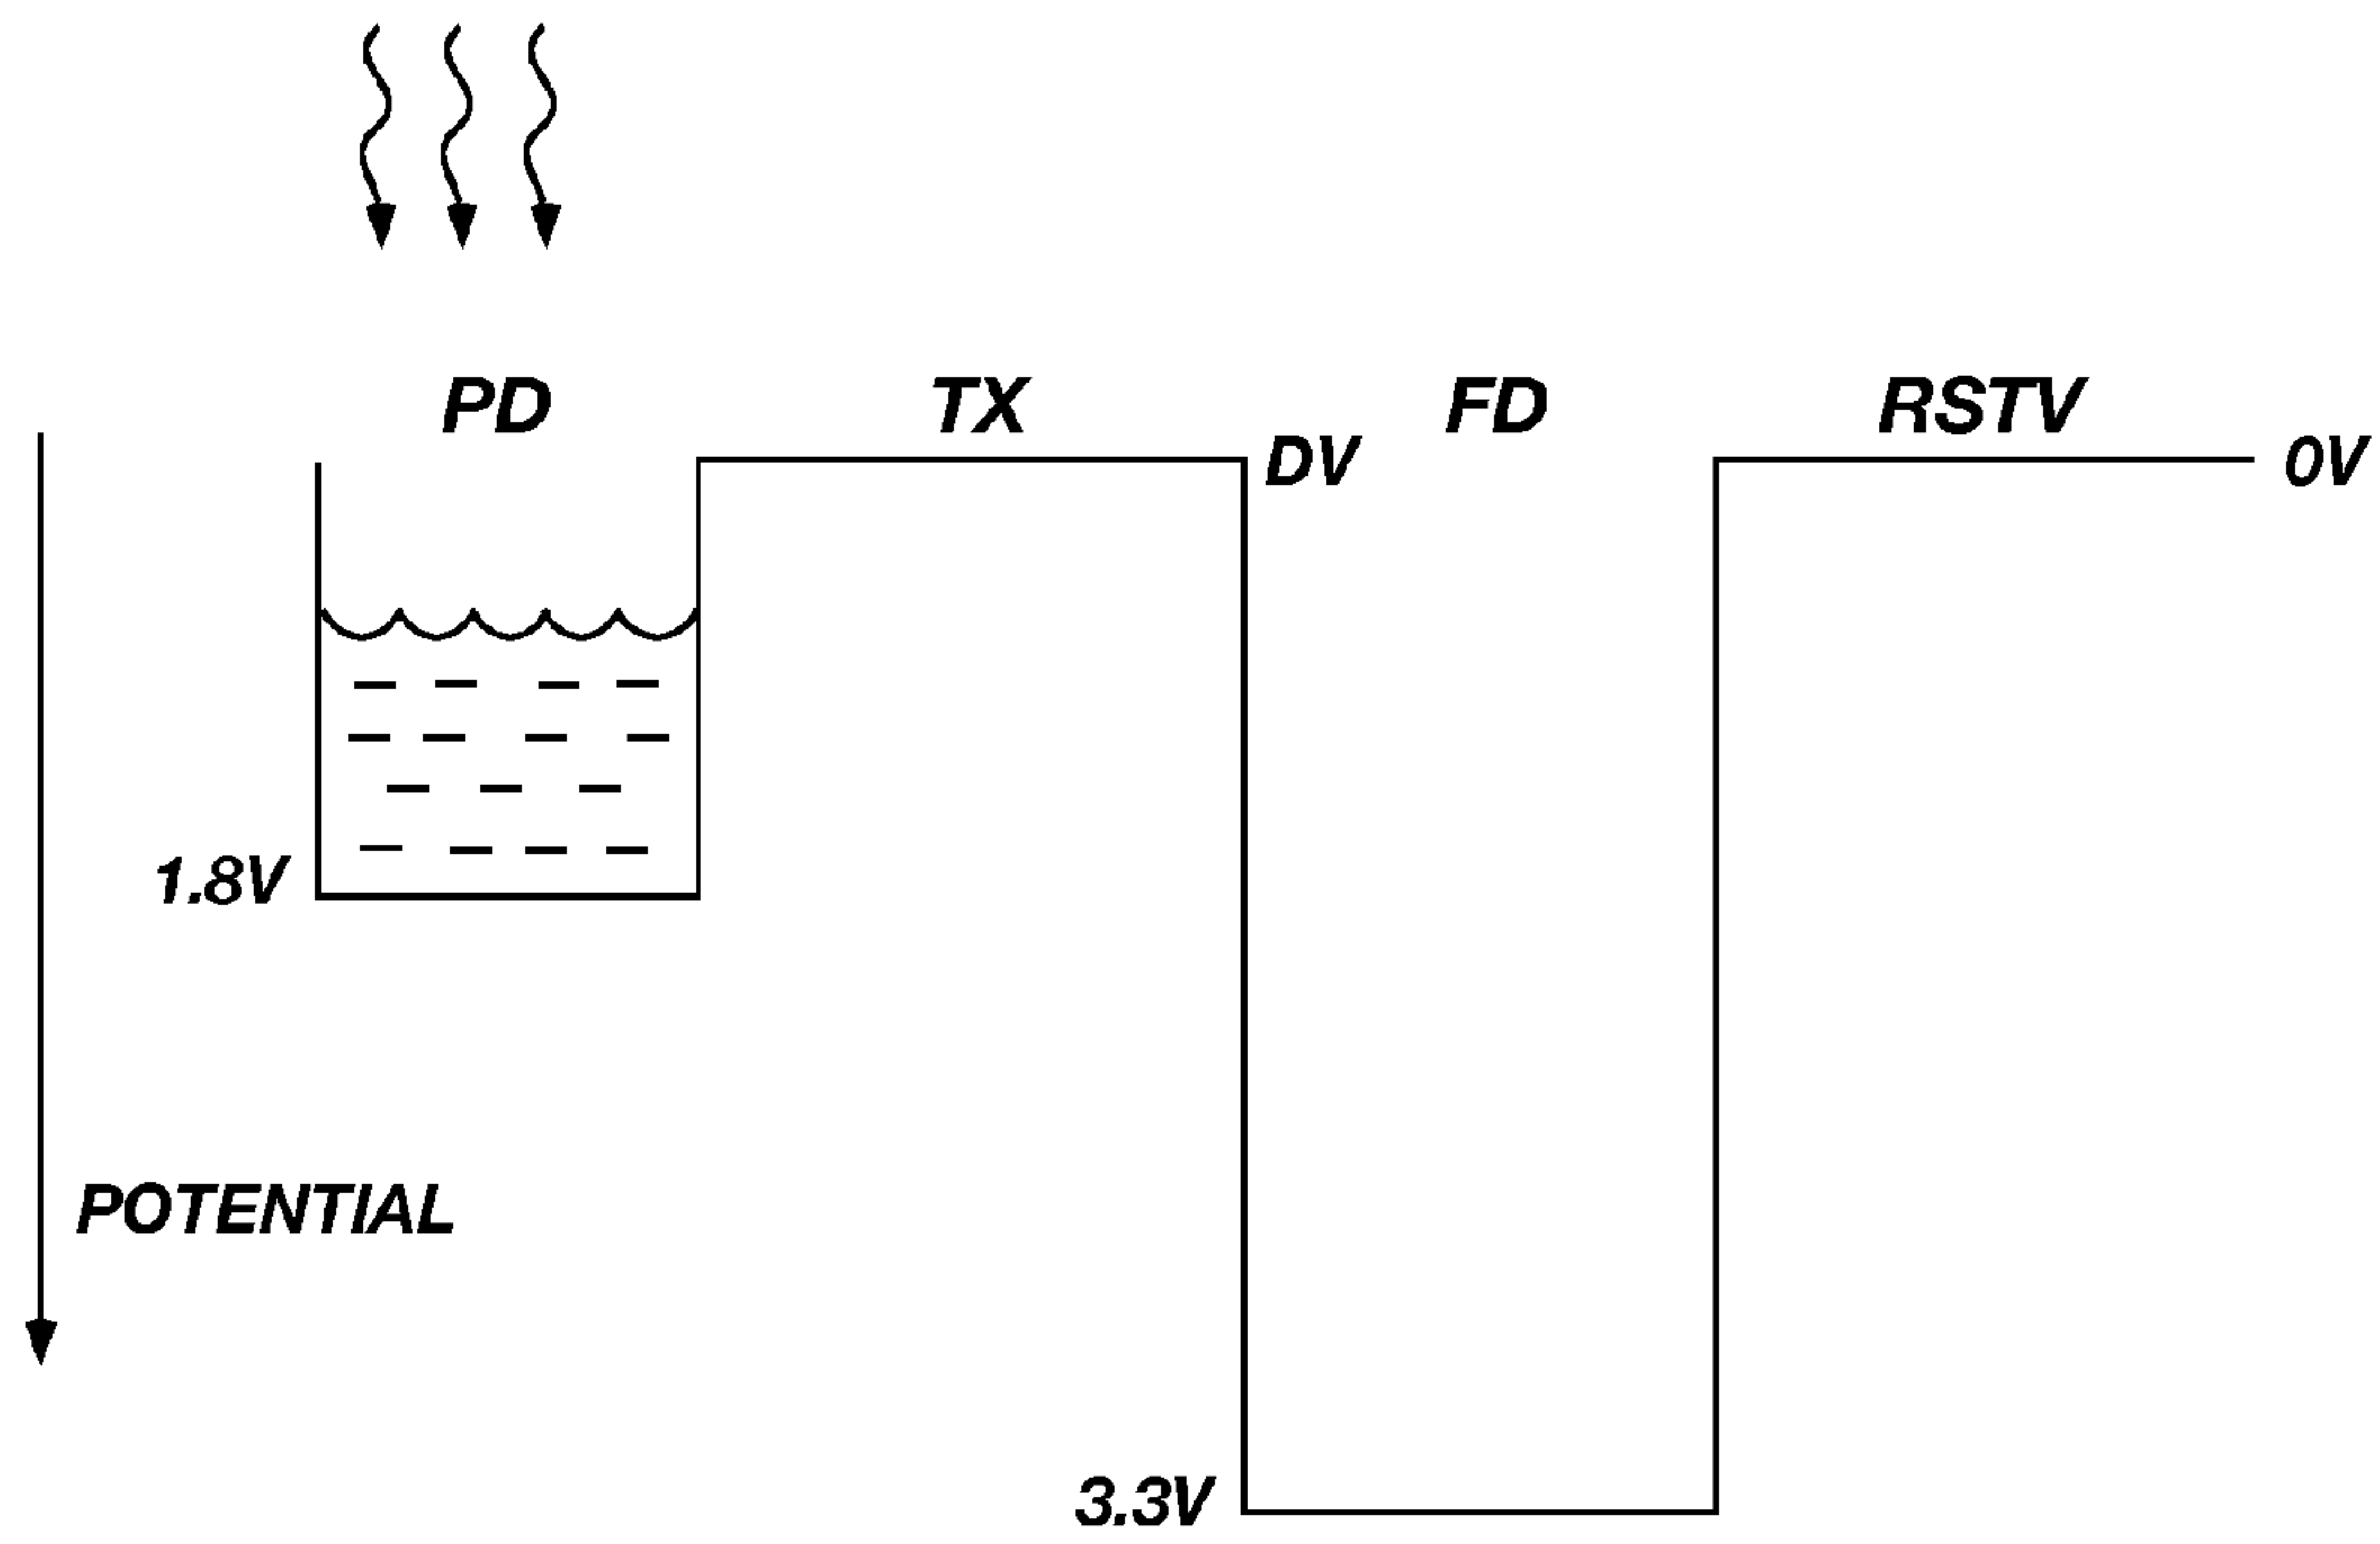 PD TX FD RSTV
DV 0V
1.8V
POTENTIAL
3.3V